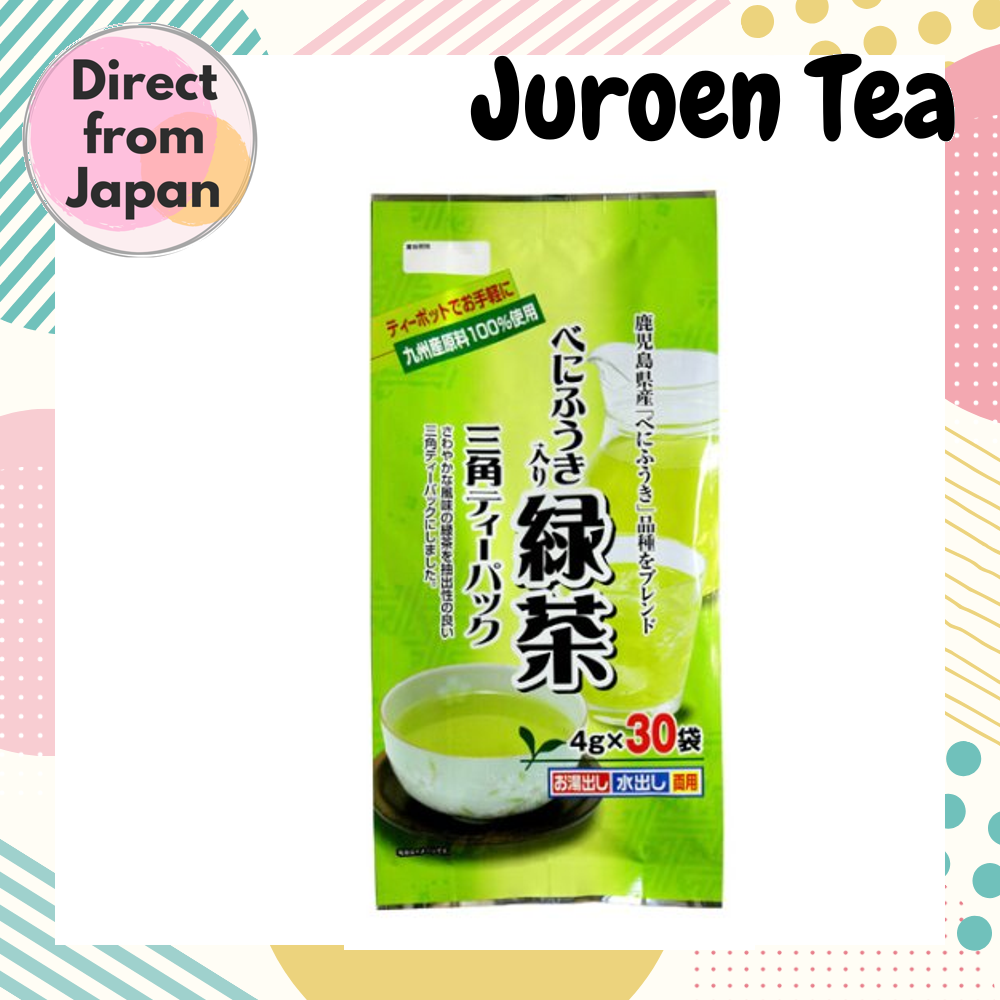 Direct
from
Japan
Juroen Tea
賞味期限
ティーポットでお手軽に
九州産原料100%使用
鹿児島県産「べにふうき」品種をブレンド
べにふうき入り
緑茶
三角ティーパック
さわやかな風味の緑茶を抽出性の良い
三角ティーパックにしました。
4g×30袋
お湯出し 水出し 両用